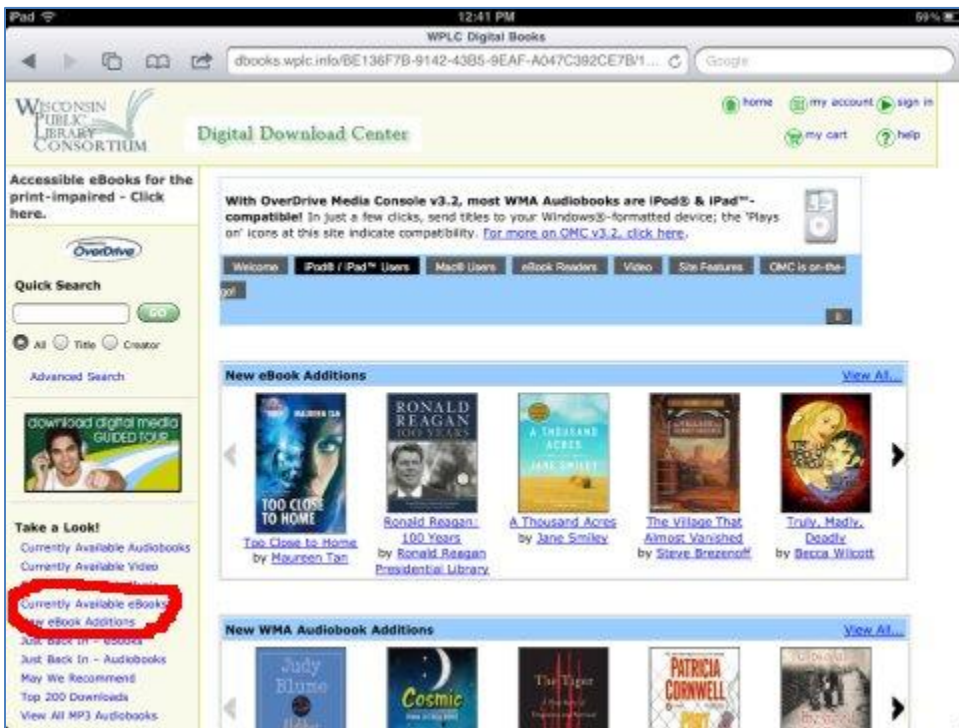 iPad
12:41 PM
59%
WPLC Digital Books
dbooks.wplc.info/BE136F7B-9142-43B5-9EAF-A047C392CE7B/1...
Google
WISCONSIN
PUBLIC
LIBRARY
CONSORTIUM
Digital Download Center
home
my account
sign in
my cart
help
Accessible eBooks for the
print-impaired - Click
here.
OverDrive
Quick Search
GO
All Title Creator
Advanced Search
download digital media
GUIDED TOUR
Take a Look!
Currently Available Audiobooks
Currently Available Video
Currently Available eBooks
New eBook Additions
Just Back In - eBooks
Just Back In - Audiobooks
May We Recommend
Top 200 Downloads
View All MP3 Audiobooks
With OverDrive Media Console v3.2, most WMA Audiobooks are iPod® & iPad™-
compatible! In just a few clicks, send titles to your Windows®-formatted device; the 'Plays
on' icons at this site indicate compatibility. For more on OMC v3.2, click here.
Welcome
iPod® / iPad™ Users
Mac® Users
eBook Readers
Video
Site Features
OMC is on-the-
go!
New eBook Additions
View All...
MAUREEN TAN
TOO CLOSE
TO HOME
RONALD
REAGAN
100 YEARS
A THOUSAND
ACRES
JANE SMILEY
Too Close to Home
by Maureen Tan
Ronald Reagan:
100 Years
by Ronald Reagan
Presidential Library
A Thousand Acres
by Jane Smiley
The Village That
Almost Vanished
by Steve Brezenoff
Truly, Madly,
Deadly
by Becca Wilcott
New WMA Audiobook Additions
View All...
Judy
Blume
Cosmic
The Tiger
PATRICIA
CORNWELL
PORT